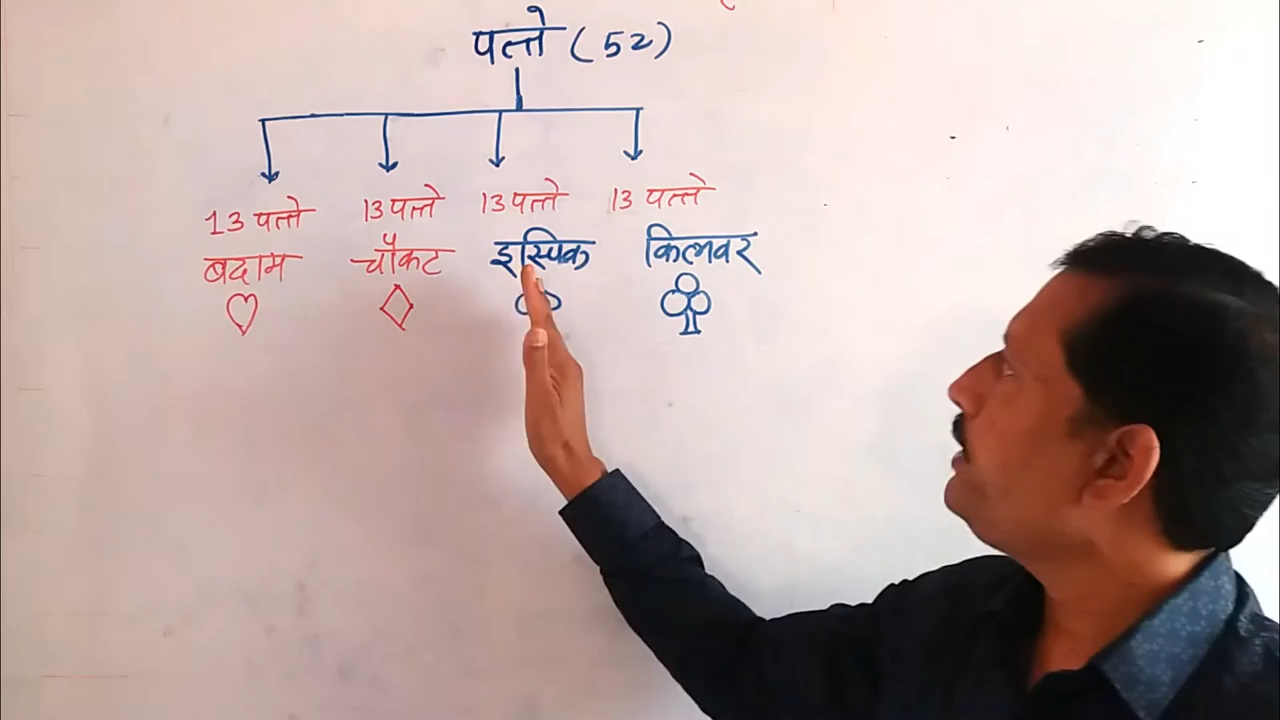 पत्ते (52)
13 पत्ते 13 पत्ते 13 पत्ते 13 पत्ते
बदाम चौकट इस्पिक किलवर